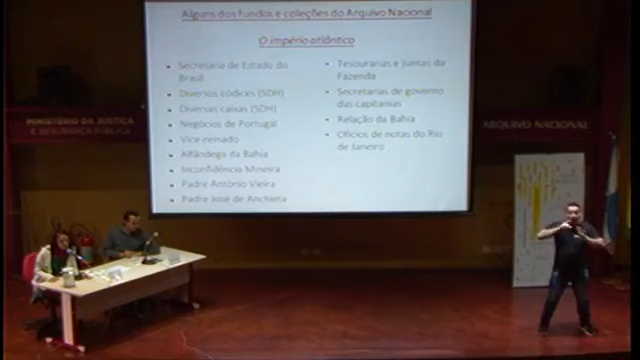 Alguns dos fundos e coleções do Arquivo Nacional
O império atlântico
Secretaria de Estado do
Brasil
Diversos códices (SDH)
Diversas caixas (SDH)
Negócios de Portugal
Vice-reinado
Alfândega da Bahia
Inconfidência Mineira
Padre Antônio Vieira
Padre José de Anchieta
Tesourarias e Juntas da
Fazenda
Secretarias de governo
das capitanias
Relação da Bahia
Ofícios de notas do Rio
de Janeiro
MINISTÉRIO DA JUSTIÇA
E SEGURANÇA PÚBLICA
ARQUIVO NACIONAL